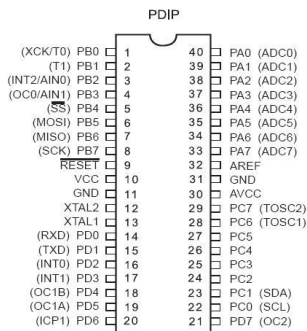 PDIP
(XCK/T0) PB0 1 40 PA0 (ADC0)
(T1) PB1 2 39 PA1 (ADC1)
(INT2/AIN0) PB2 3 38 PA2 (ADC2)
(OC0/AIN1) PB3 4 37 PA3 (ADC3)
(SS) PB4 5 36 PA4 (ADC4)
(MOSI) PB5 6 35 PA5 (ADC5)
(MISO) PB6 7 34 PA6 (ADC6)
(SCK) PB7 8 33 PA7 (ADC7)
RESET 9 32 AREF
VCC 10 31 GND
GND 11 30 AVCC
XTAL2 12 29 PC7 (TOSC2)
XTAL1 13 28 PC6 (TOSC1)
(RXD) PD0 14 27 PC5
(TXD) PD1 15 26 PC4
(INT0) PD2 16 25 PC3
(INT1) PD3 17 24 PC2
(OC1B) PD4 18 23 PC1 (SDA)
(OC1A) PD5 19 22 PC0 (SCL)
(ICP1) PD6 20 21 PD7 (OC2)